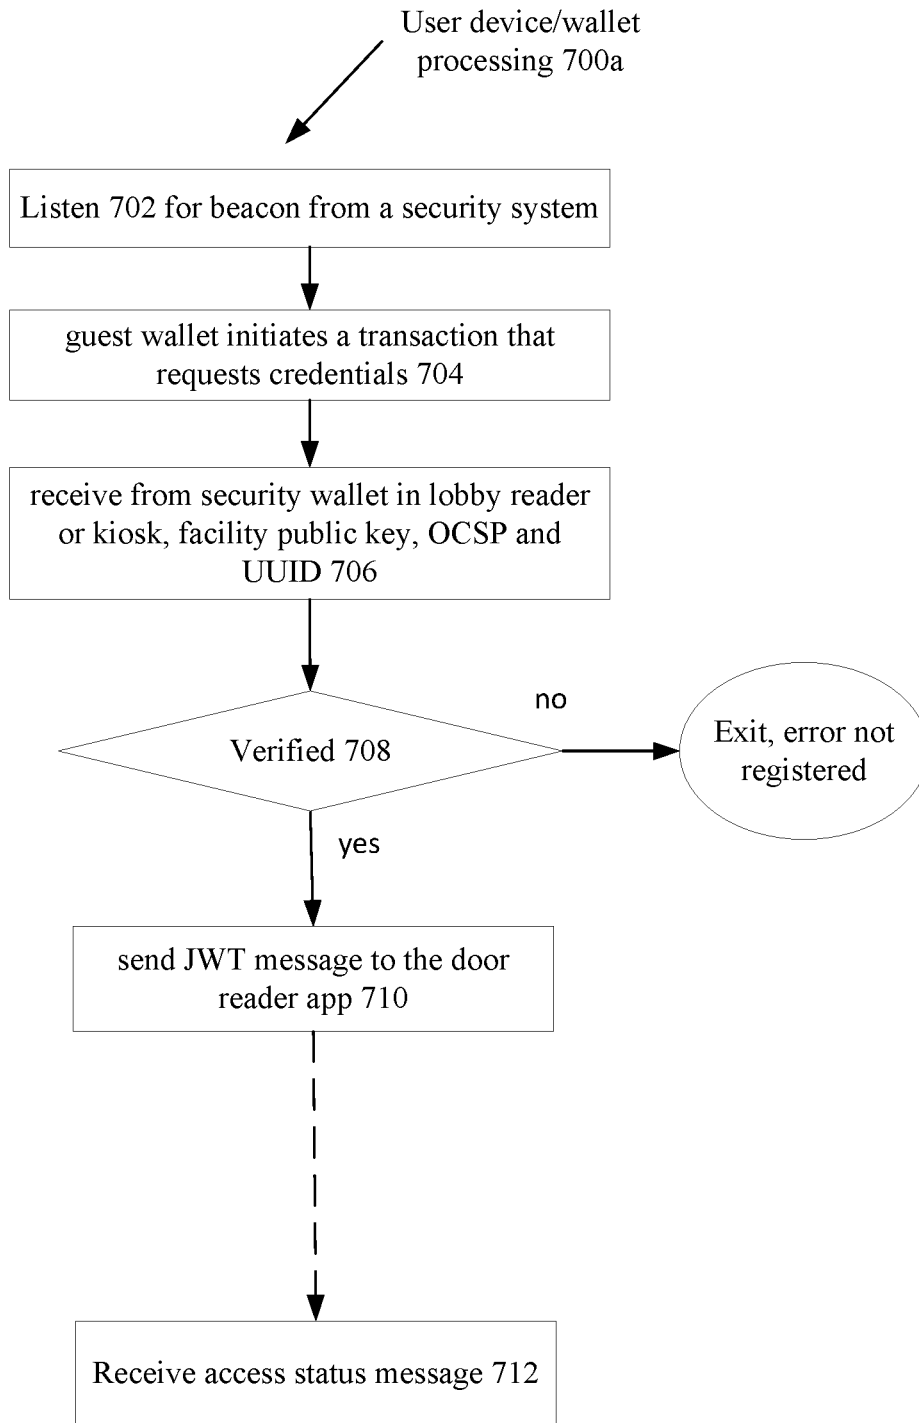 User device/wallet
processing 700a
Listen 702 for beacon from a security system
guest wallet initiates a transaction that
requests credentials 704
receive from security wallet in lobby reader
or kiosk, facility public key, OCSP and
UUID 706
Verified 708
no
Exit, error not
registered
yes
send JWT message to the door
reader app 710
Receive access status message 712